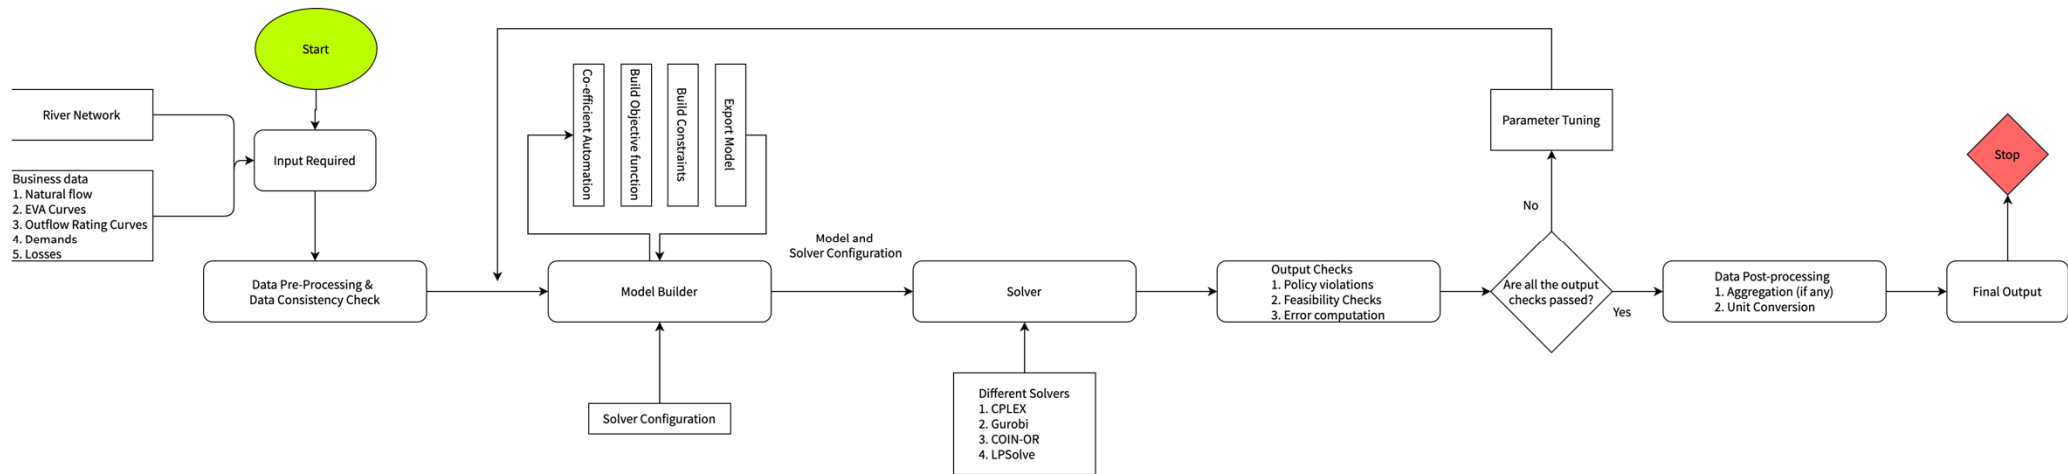 Start
River Network
Input Required
Business data
1. Natural flow
2. EVA Curves
3. Outflow Rating Curves
4. Demands
5. Losses
Data Pre-Processing &
Data Consistency Check
Co-efficient Automation
Build Objective function
Build Constraints
Export Model
Model Builder
Solver Configuration
Model and
Solver Configuration
Solver
Different Solvers
1. CPLEX
2. Gurobi
3. COIN-OR
4. LPSolve
Output Checks
1. Policy violations
2. Feasibility Checks
3. Error computation
Are all the output
checks passed?
No
Parameter Tuning
Yes
Data Post-processing
1. Aggregation (if any)
2. Unit Conversion
Final Output
Stop